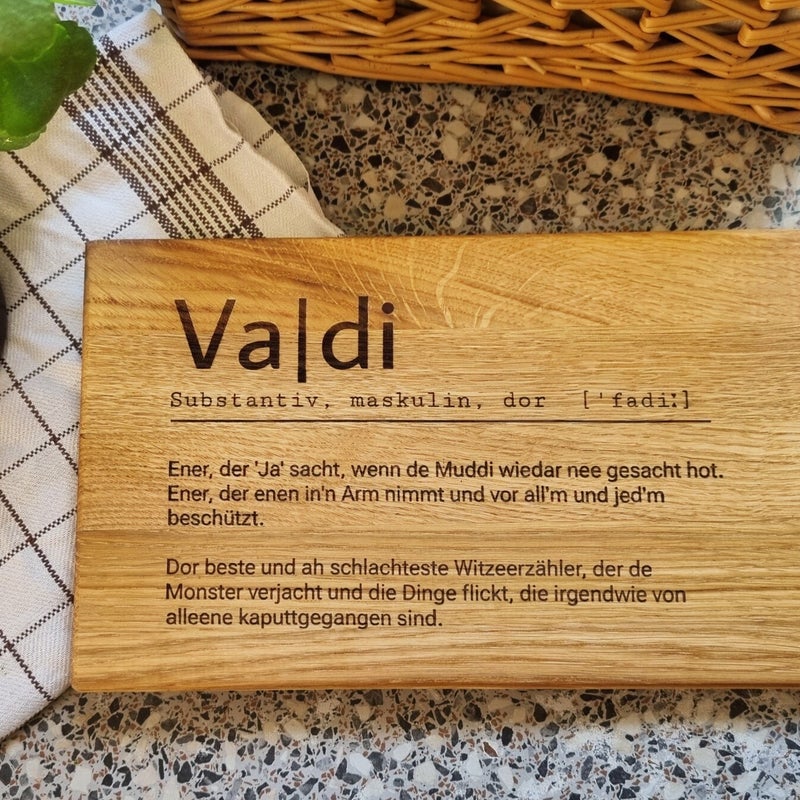 Va|di
Substantiv, maskulin, dor ['fadiː]
Ener, der 'Ja' sacht, wenn de Muddi wiedar nee gesacht hot.
Ener, der enen in'n Arm nimmt und vor all'm und jed'm
beschützt.
Dor beste und ah schlachteste Witzeerzähler, der de
Monster verjacht und die Dinge flickt, die irgendwie von
alleene kaputtgegangen sind.